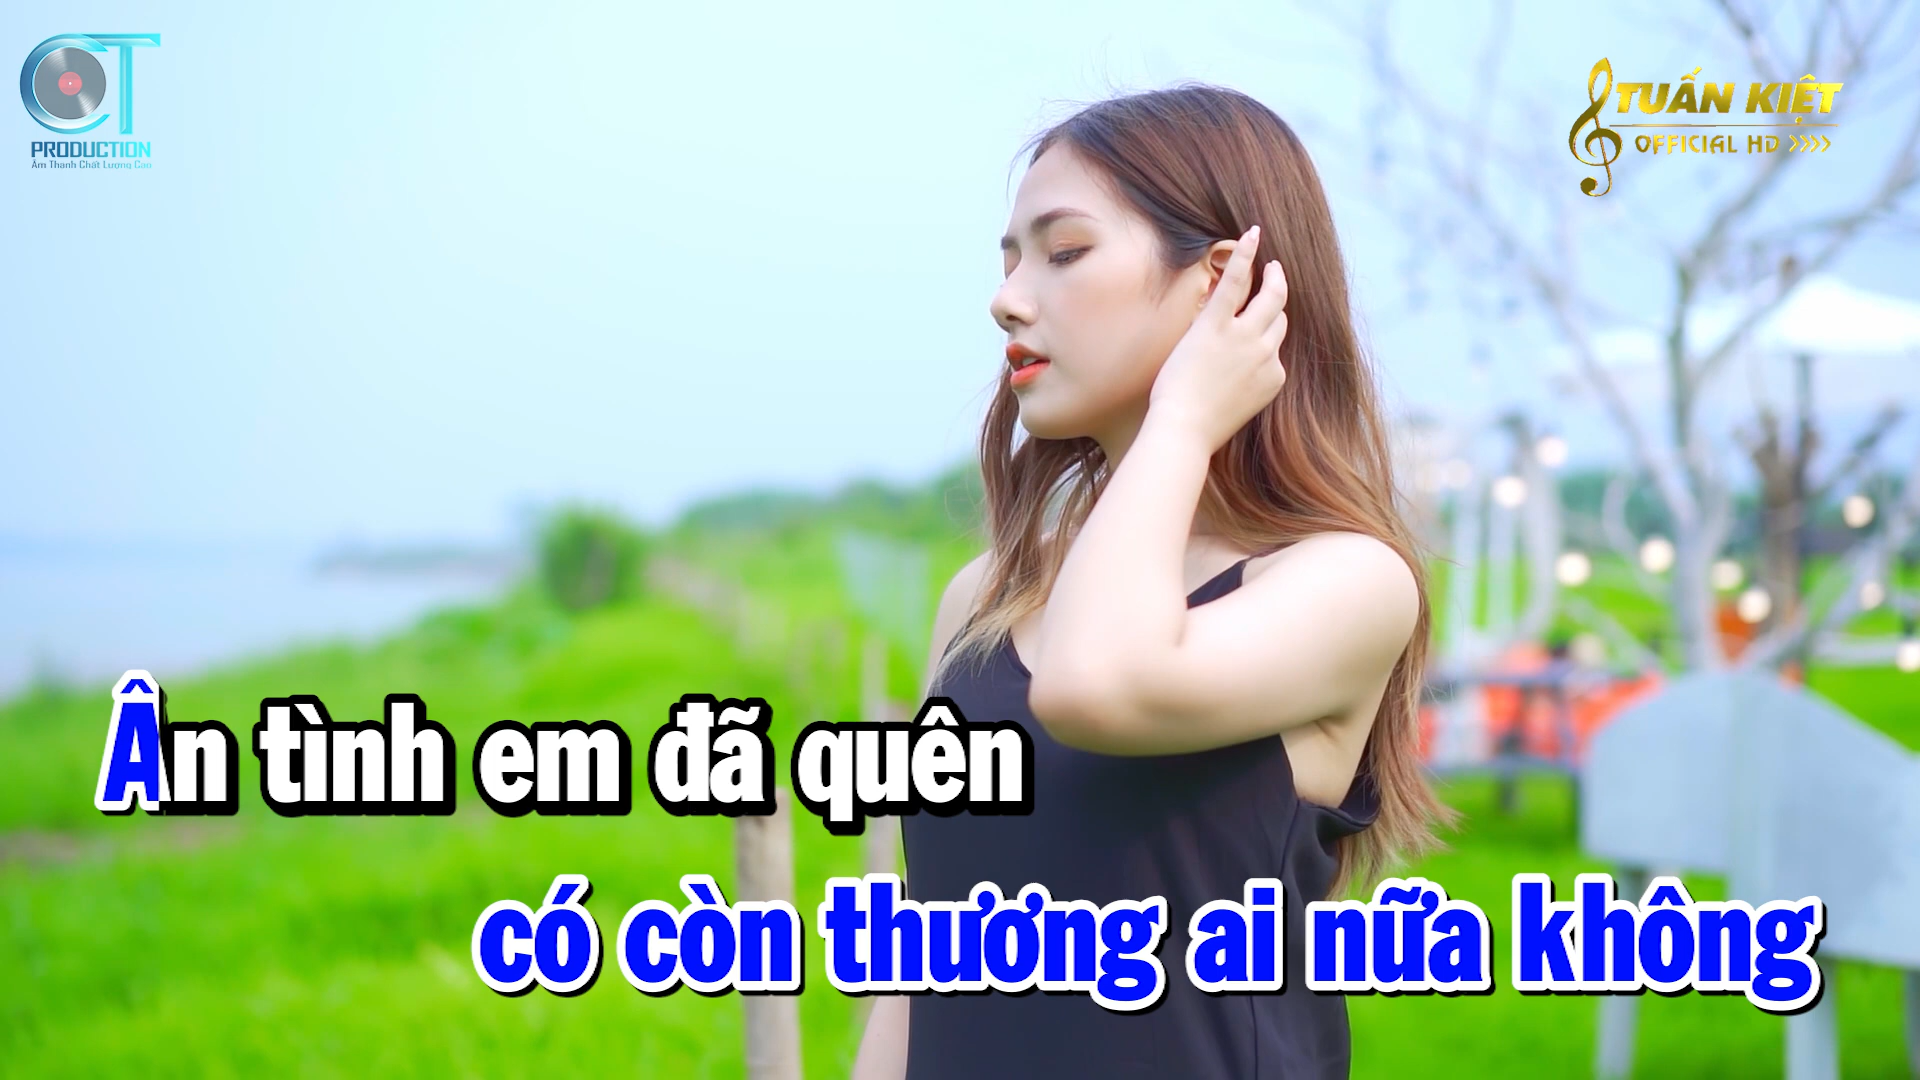 CT
PRODUCTION
Âm Thanh Chất Lượng Cao
TUẤN KIỆT
OFFICIAL HD
Ân tình em đã quên
có còn thương ai nữa không